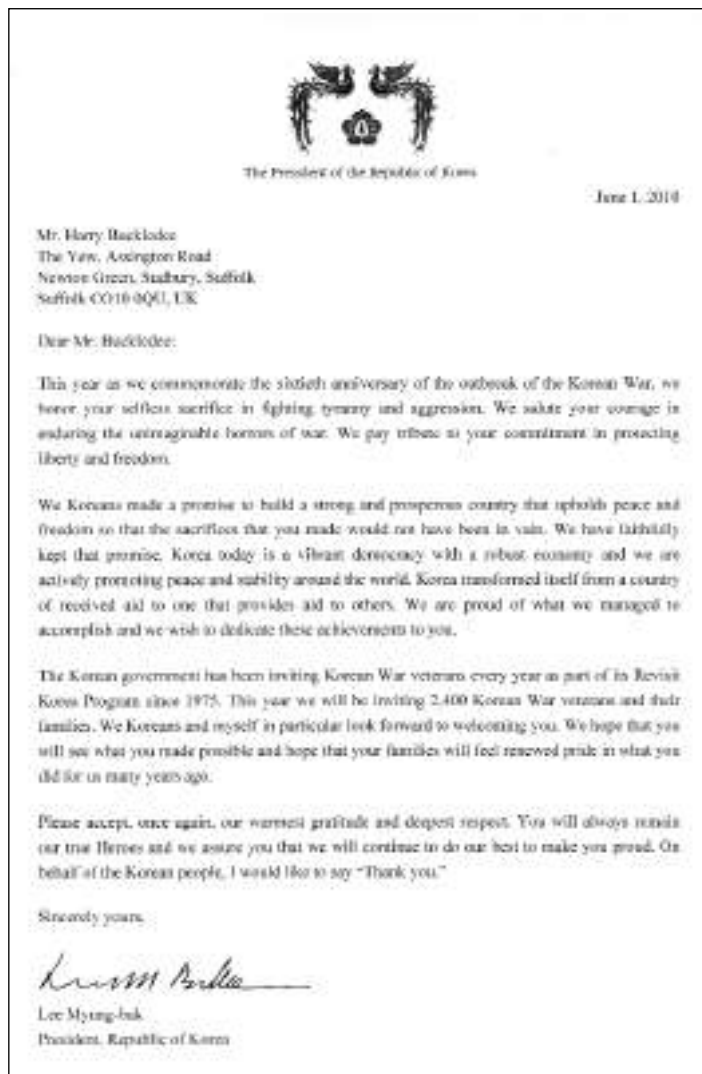 The President of the Republic of Korea
June 1, 2010
Mr. Harry Buckledee
The Yew, Assington Road
Newton Green, Sudbury, Suffolk
Suffolk CO10 0QU, UK
Dear Mr. Buckledee:
This year as we commemorate the sixtieth anniversary of the outbreak of the Korean War, we
honor your selfless sacrifice in fighting tyranny and aggression. We salute your courage in
enduring the unimaginable horrors of war. We pay tribute to your commitment in protecting
liberty and freedom.
We Koreans made a promise to build a strong and prosperous country that upholds peace and
freedom so that the sacrifices that you made would not have been in vain. We have faithfully
kept that promise. Korea today is a vibrant democracy with a robust economy and we are
actively promoting peace and stability around the world. Korea transformed itself from a country
of received aid to one that provides aid to others. We are proud of what we managed to
accomplish and we wish to dedicate these achievements to you.
The Korean government has been inviting Korean War veterans every year as part of its Revisit
Korea Program since 1975. This year we will be inviting 2,400 Korean War veterans and their
families. We Koreans and myself in particular look forward to welcoming you. We hope that you
will see what you made possible and hope that your families will feel renewed pride in what you
did for us many years ago.
Please accept, once again, our warmest gratitude and deepest respect. You will always remain
our true Heroes and we assure you that we will continue to do our best to make you proud. On
behalf of the Korean people, I would like to say “Thank you.”
Sincerely yours,
Lee Myung-bak
President, Republic of Korea